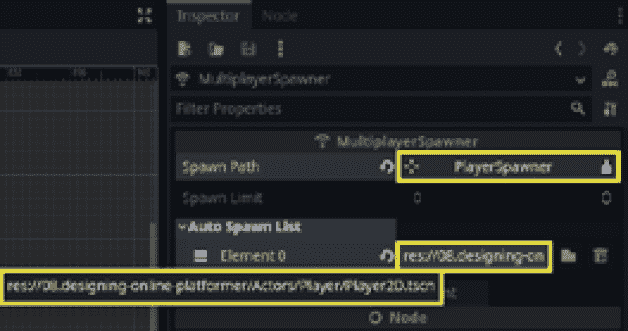 Inspector Node
MultiplayerSpawner
Filter Properties
MultiplayerSpawner
Spawn Path PlayerSpawner
Spawn Limit 0
Auto Spawn List
Element 0 res://08.designing-on
res://08.designing-online-platformer/Actors/Player/Player2D.tscn
Node